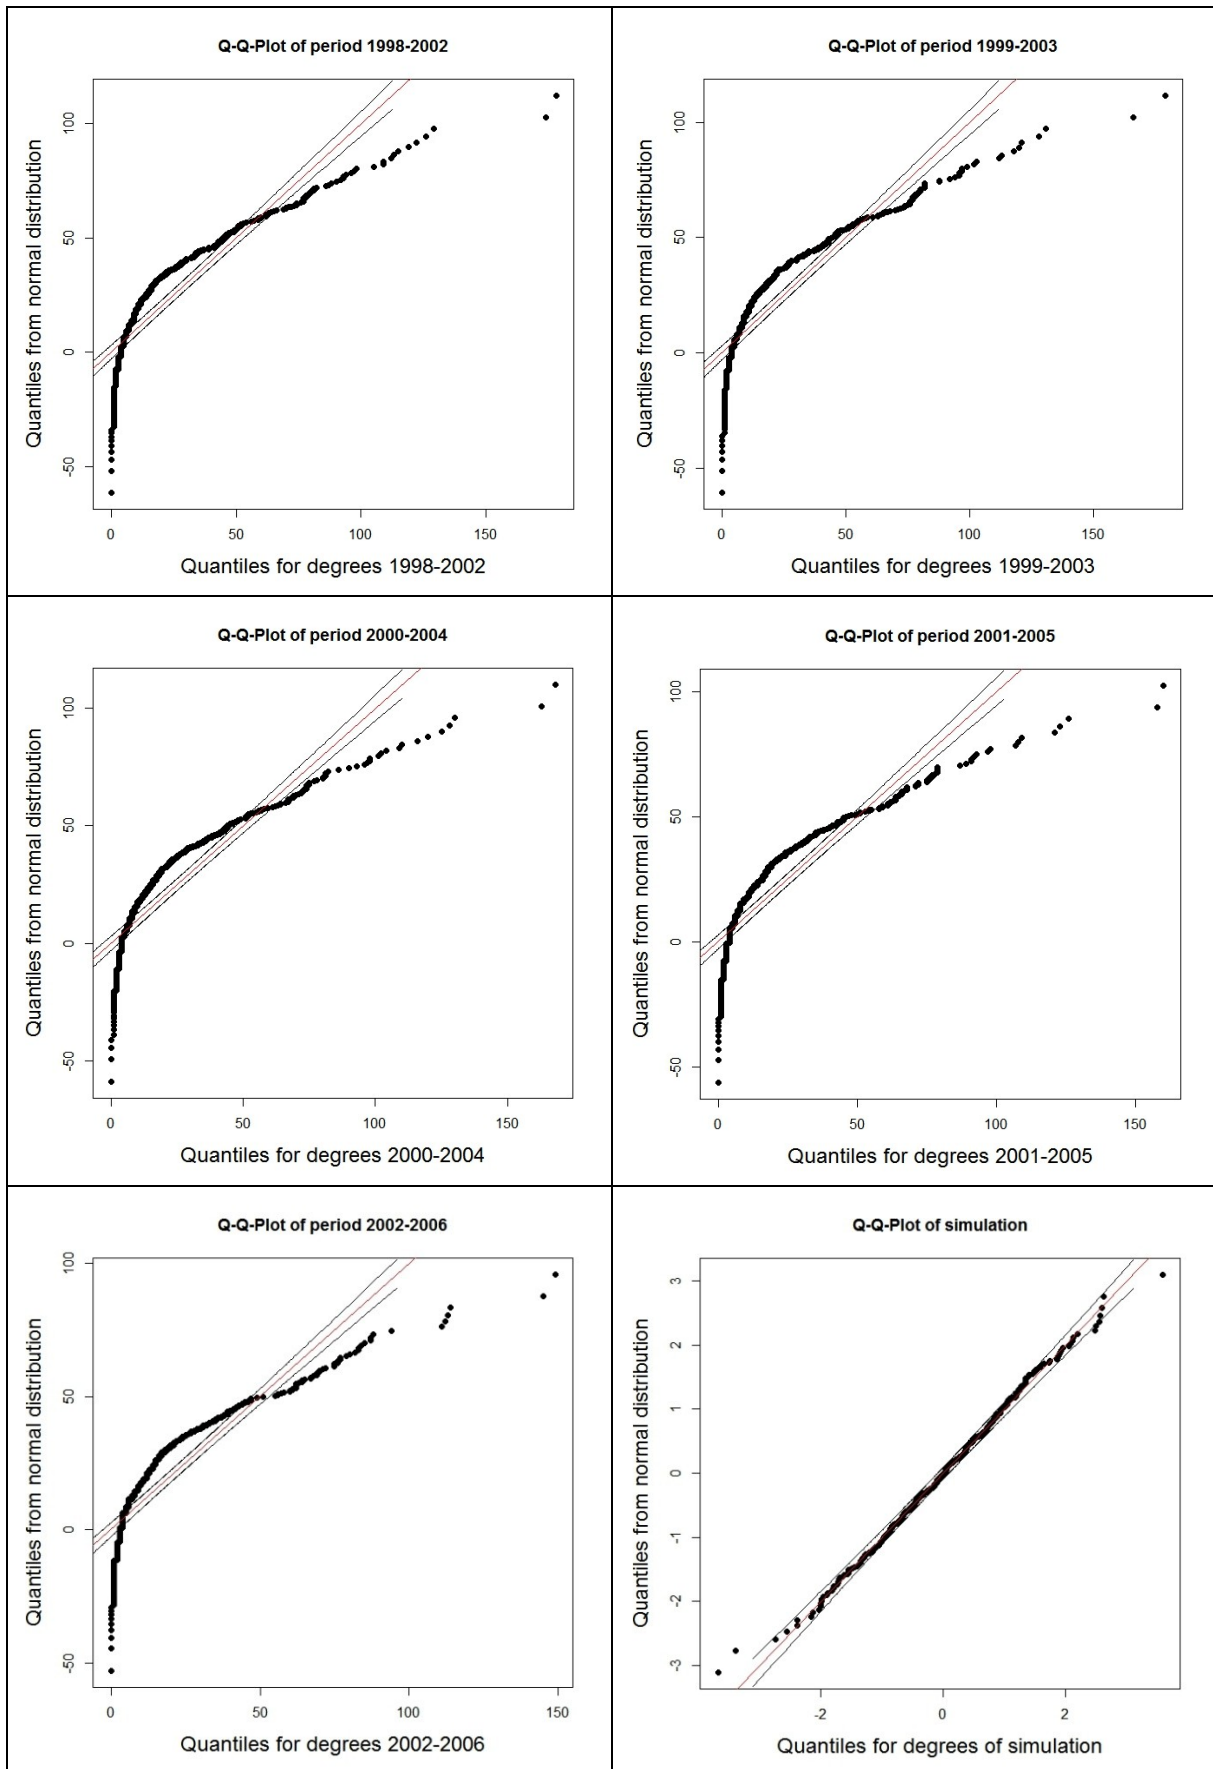 Q-Q-Plot of period 1998-2002
Quantiles from normal distribution
100
50
0
-50
0 50 100 150
Quantiles for degrees 1998-2002
Q-Q-Plot of period 1999-2003
Quantiles from normal distribution
100
50
0
-50
0 50 100 150
Quantiles for degrees 1999-2003
Q-Q-Plot of period 2000-2004
Quantiles from normal distribution
100
50
0
-50
0 50 100 150
Quantiles for degrees 2000-2004
Q-Q-Plot of period 2001-2005
Quantiles from normal distribution
100
50
0
-50
0 50 100 150
Quantiles for degrees 2001-2005
Q-Q-Plot of period 2002-2006
Quantiles from normal distribution
100
50
0
-50
0 50 100 150
Quantiles for degrees 2002-2006
Q-Q-Plot of simulation
Quantiles from normal distribution
3
2
1
0
-1
-2
-3
-2 0 2
Quantiles for degrees of simulation